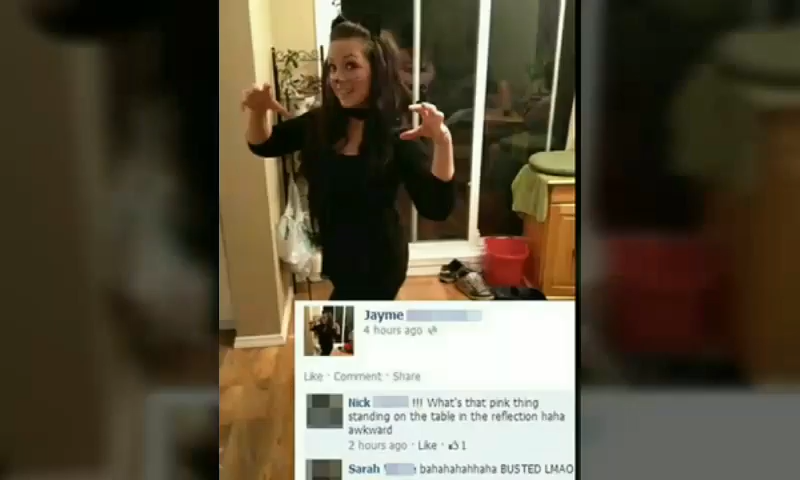 Jayme
4 hours ago
Like · Comment · Share
Nick !!! What's that pink thing
standing on the table in the reflection haha
awkward
2 hours ago · Like · 1
Sarah bahahahahhaha BUSTED LMAO